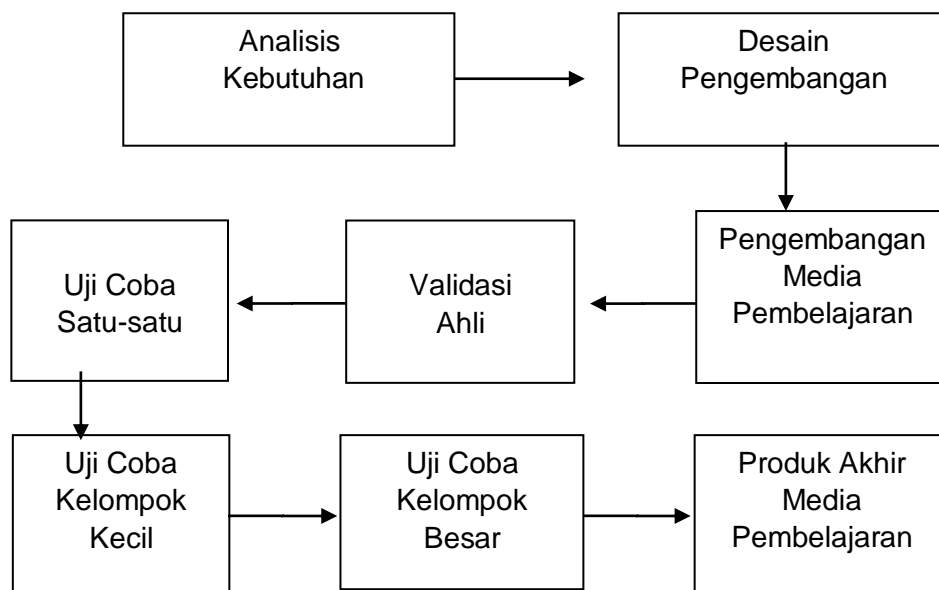 Analisis
Kebutuhan
Desain
Pengembangan
Pengembangan
Media
Pembelajaran
Validasi
Ahli
Uji Coba
Satu-satu
Uji Coba
Kelompok
Kecil
Uji Coba
Kelompok
Besar
Produk Akhir
Media
Pembelajaran